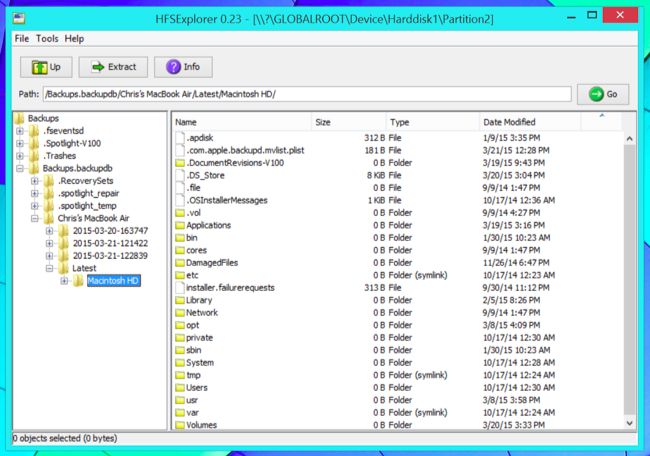 HFSExplorer 0.23 - [\\?\GLOBALROOT\Device\Harddisk1\Partition2]
File Tools Help
Up Extract Info
Path: /Backups.backupdb/Chris's MacBook Air/Latest/Macintosh HD/ Go
Backups
.fseventsd
.Spotlight-V100
.Trashes
Backups.backupdb
.RecoverySets
.spotlight_repair
.spotlight_temp
Chris's MacBook Air
2015-03-20-163747
2015-03-21-121422
2015-03-21-122839
Latest
Macintosh HD
Name Size Type Date Modified
.apdisk 312 B File 1/9/15 3:35 PM
.com.apple.backupd.mvlist.plist 181 B File 3/21/15 12:28 PM
.DocumentRevisions-V100 0 B Folder 3/19/15 9:43 PM
.DS_Store 8 KiB File 3/20/15 3:04 PM
.file 0 B File 9/9/14 1:47 PM
.OSInstallerMessages 1 KiB File 10/17/14 12:36 AM
.vol 0 B Folder 9/9/14 4:27 PM
Applications 0 B Folder 3/19/15 3:16 PM
bin 0 B Folder 1/30/15 10:23 AM
cores 0 B Folder 9/9/14 1:47 PM
DamagedFiles 0 B Folder 11/26/14 6:47 PM
etc 0 B Folder (symlink) 10/17/14 12:23 AM
installer.failurerequests 313 B File 9/30/14 11:12 PM
Library 0 B Folder 2/5/15 8:26 PM
Network 0 B Folder 9/9/14 1:47 PM
opt 0 B Folder 3/8/15 4:09 PM
private 0 B Folder 10/17/14 12:30 AM
sbin 0 B Folder 1/30/15 10:23 AM
System 0 B Folder 10/17/14 12:28 AM
tmp 0 B Folder (symlink) 10/17/14 12:24 AM
Users 0 B Folder 10/17/14 12:30 AM
usr 0 B Folder 3/8/15 3:58 PM
var 0 B Folder (symlink) 10/17/14 12:24 AM
Volumes 0 B Folder 3/20/15 3:33 PM
0 objects selected (0 bytes)